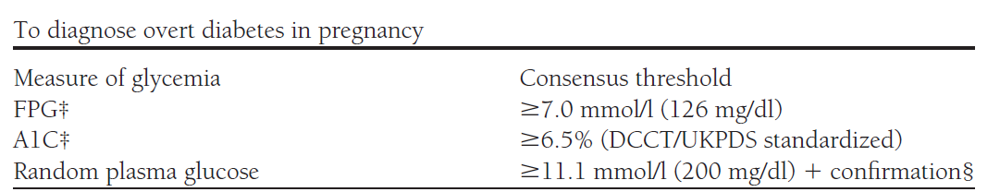 To diagnose overt diabetes in pregnancy
Measure of glycemia Consensus threshold
FPG‡ ≥7.0 mmol/l (126 mg/dl)
A1C‡ ≥6.5% (DCCT/UKPDS standardized)
Random plasma glucose ≥11.1 mmol/l (200 mg/dl) + confirmation§